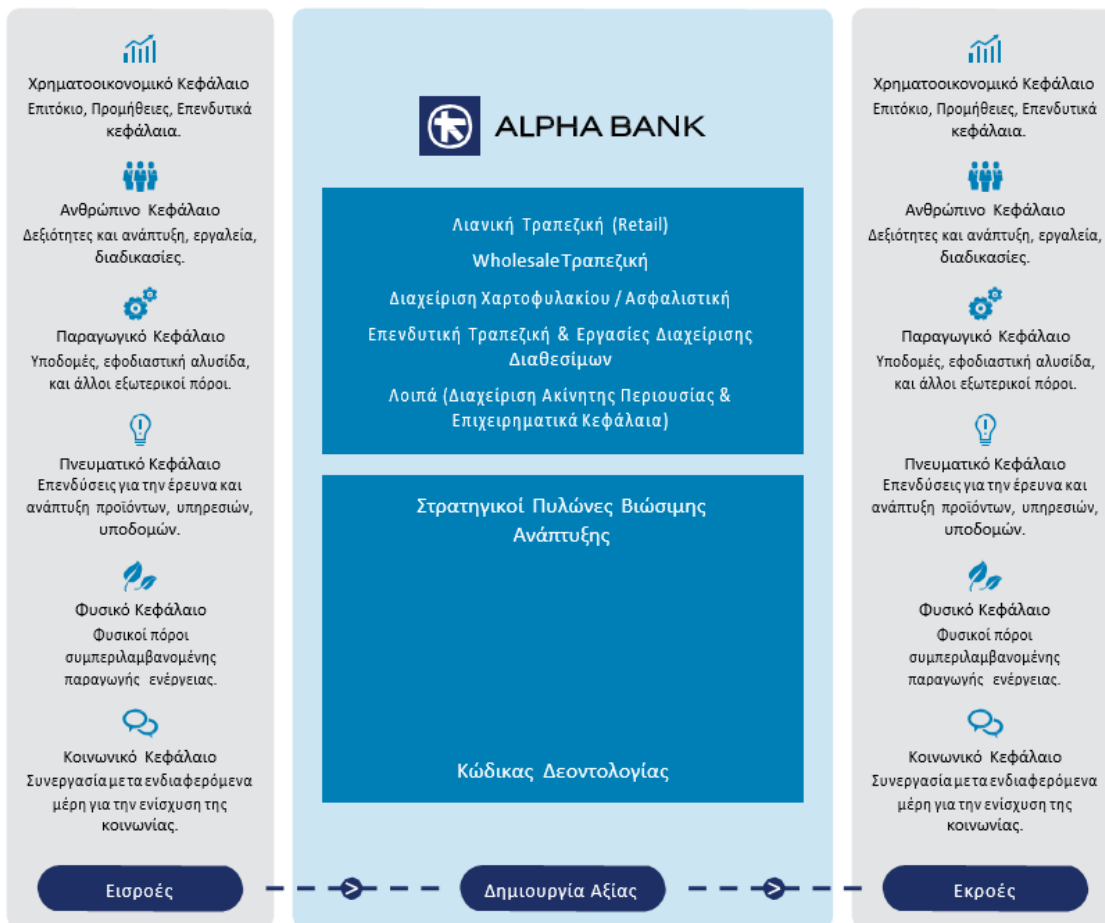 Χρηματοοικονομικό Κεφάλαιο
Επιτόκιο, Προμήθειες, Επενδυτικά
κεφάλαια.
Ανθρώπινο Κεφάλαιο
Δεξιότητες και ανάπτυξη, εργαλεία,
διαδικασίες.
Παραγωγικό Κεφάλαιο
Υποδομές, εφοδιαστική αλυσίδα,
και άλλοι εξωτερικοί πόροι.
Πνευματικό Κεφάλαιο
Επενδύσεις για την έρευνα και
ανάπτυξη προϊόντων, υπηρεσιών,
υποδομών.
Φυσικό Κεφάλαιο
Φυσικοί πόροι
συμπεριλαμβανομένης
παραγωγής ενέργειας.
Κοινωνικό Κεφάλαιο
Συνεργασία με τα ενδιαφερόμενα
μέρη για την ενίσχυση της
κοινωνίας.
Εισροές
ALPHA BANK
Λιανική Τραπεζική (Retail)
Wholesale Τραπεζική
Διαχείριση Χαρτοφυλακίου / Ασφαλιστική
Επενδυτική Τραπεζική & Εργασίες Διαχείρισης
Διαθεσίμων
Λοιπά (Διαχείριση Ακίνητης Περιουσίας &
Επιχειρηματικά Κεφάλαια)
Στρατηγικοί Πυλώνες Βιώσιμης
Ανάπτυξης
Κώδικας Δεοντολογίας
Δημιουργία Αξίας
Χρηματοοικονομικό Κεφάλαιο
Επιτόκιο, Προμήθειες, Επενδυτικά
κεφάλαια.
Ανθρώπινο Κεφάλαιο
Δεξιότητες και ανάπτυξη, εργαλεία,
διαδικασίες.
Παραγωγικό Κεφάλαιο
Υποδομές, εφοδιαστική αλυσίδα,
και άλλοι εξωτερικοί πόροι.
Πνευματικό Κεφάλαιο
Επενδύσεις για την έρευνα και
ανάπτυξη προϊόντων, υπηρεσιών,
υποδομών.
Φυσικό Κεφάλαιο
Φυσικοί πόροι
συμπεριλαμβανομένης
παραγωγής ενέργειας.
Κοινωνικό Κεφάλαιο
Συνεργασία με τα ενδιαφερόμενα
μέρη για την ενίσχυση της
κοινωνίας.
Εκροές